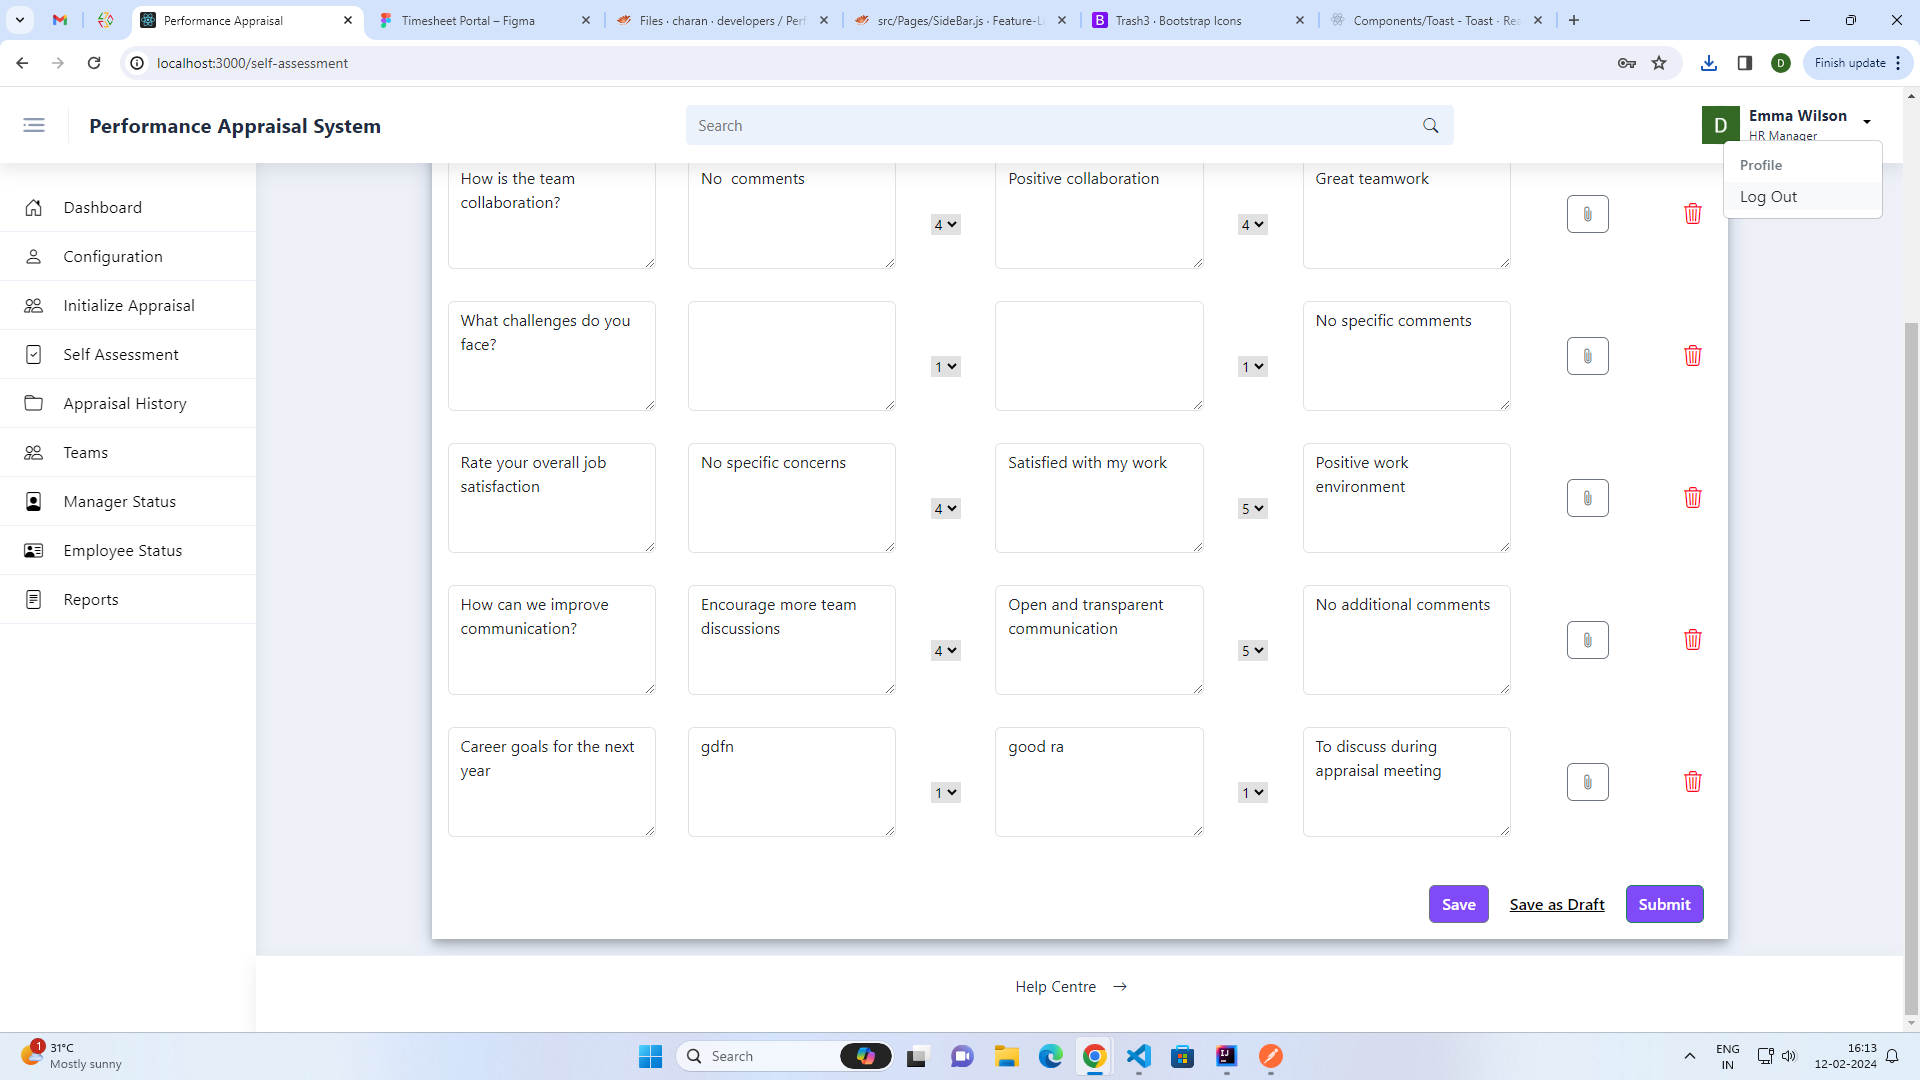 Performance Appraisal
Timesheet Portal – Figma
Files · charan · developers / Perf
src/Pages/SideBar.js · Feature-L
B
Trash3 · Bootstrap Icons
Components/Toast - Toast · Rea
localhost:3000/self-assessment
D
Finish update
Performance Appraisal System
Search
D
Emma Wilson
HR Manager
Profile
Log Out
Dashboard
Configuration
Initialize Appraisal
Self Assessment
Appraisal History
Teams
Manager Status
Employee Status
Reports
How is the team
collaboration?
No comments
4
Positive collaboration
4
Great teamwork
What challenges do you
face?
1
1
No specific comments
Rate your overall job
satisfaction
No specific concerns
4
Satisfied with my work
5
Positive work
environment
How can we improve
communication?
Encourage more team
discussions
4
Open and transparent
communication
5
No additional comments
Career goals for the next
year
gdfn
1
good ra
1
To discuss during
appraisal meeting
Save
Save as Draft
Submit
Help Centre
1
31°C
Mostly sunny
Search
IJ
ENG
IN
16:13
12-02-2024